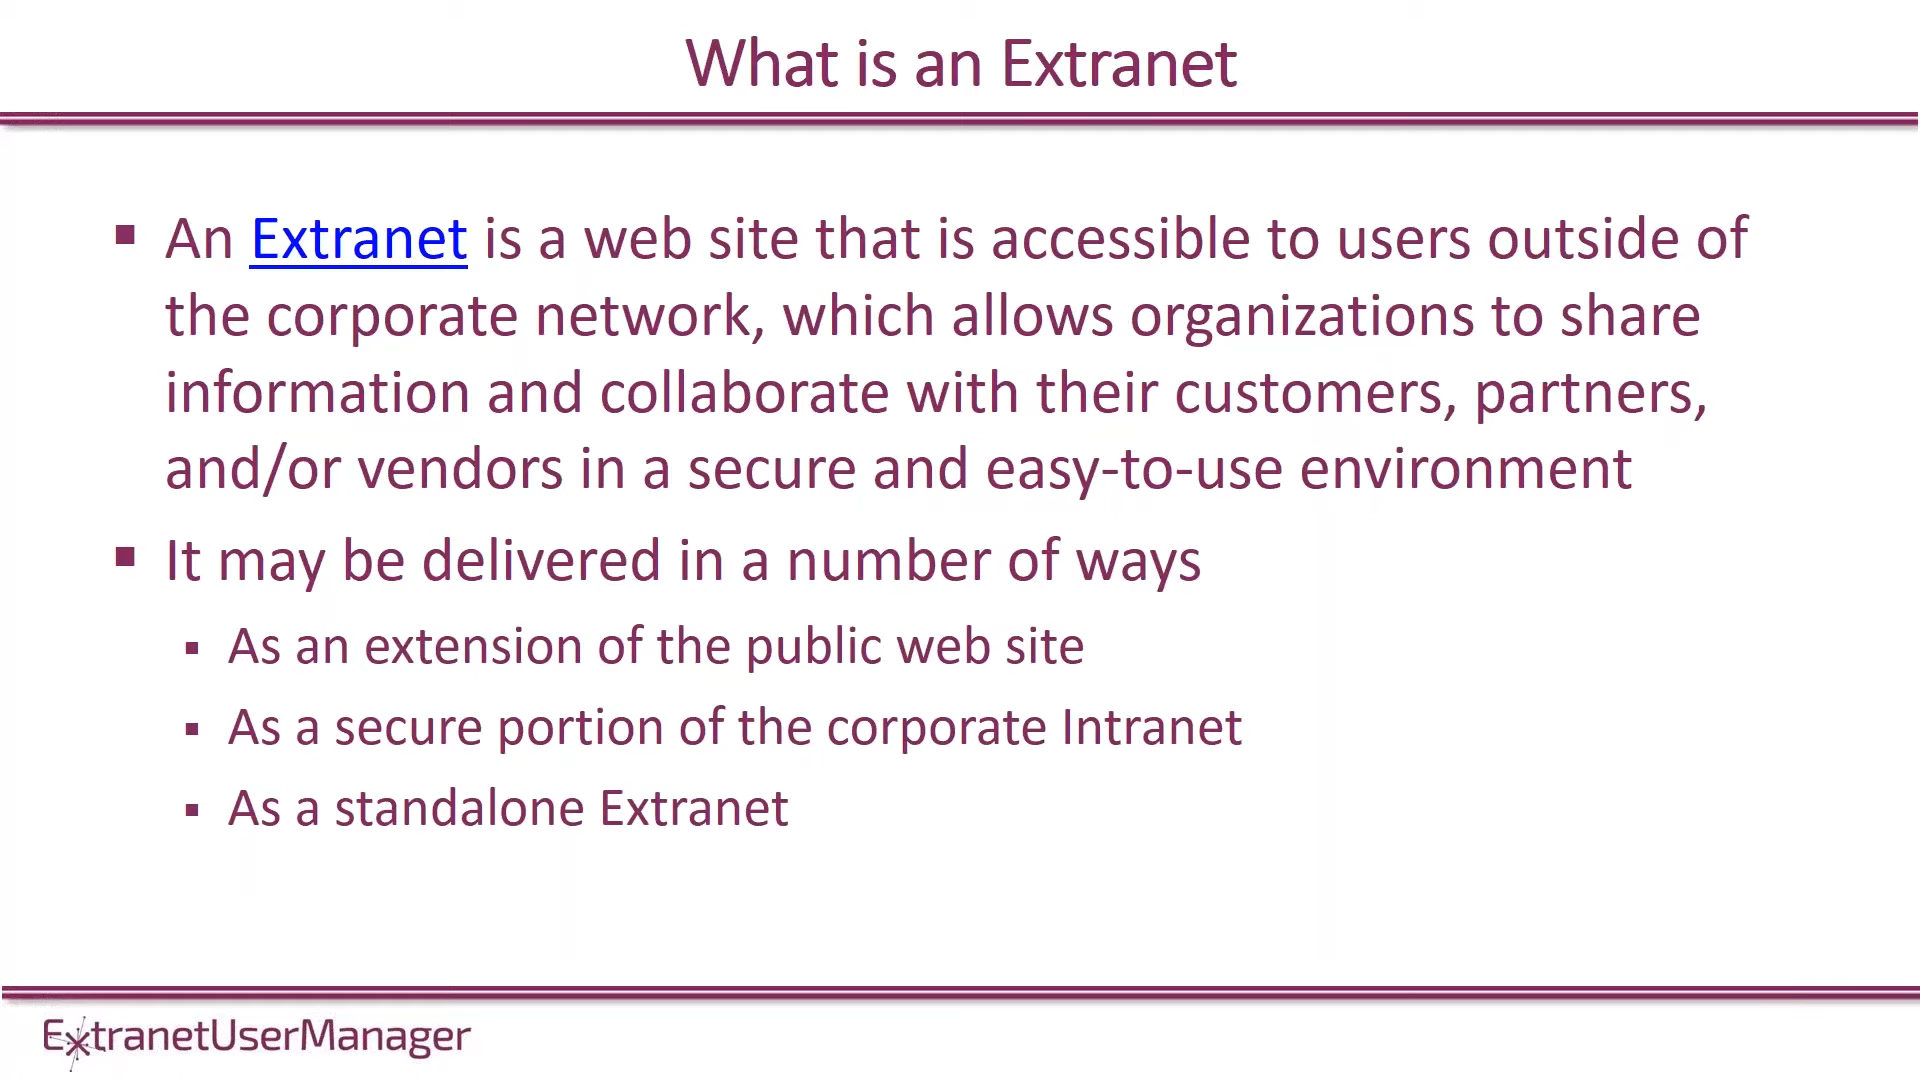 What is an Extranet
An Extranet is a web site that is accessible to users outside of
the corporate network, which allows organizations to share
information and collaborate with their customers, partners,
and/or vendors in a secure and easy-to-use environment
It may be delivered in a number of ways
As an extension of the public web site
As a secure portion of the corporate Intranet
As a standalone Extranet
ExtranetUserManager